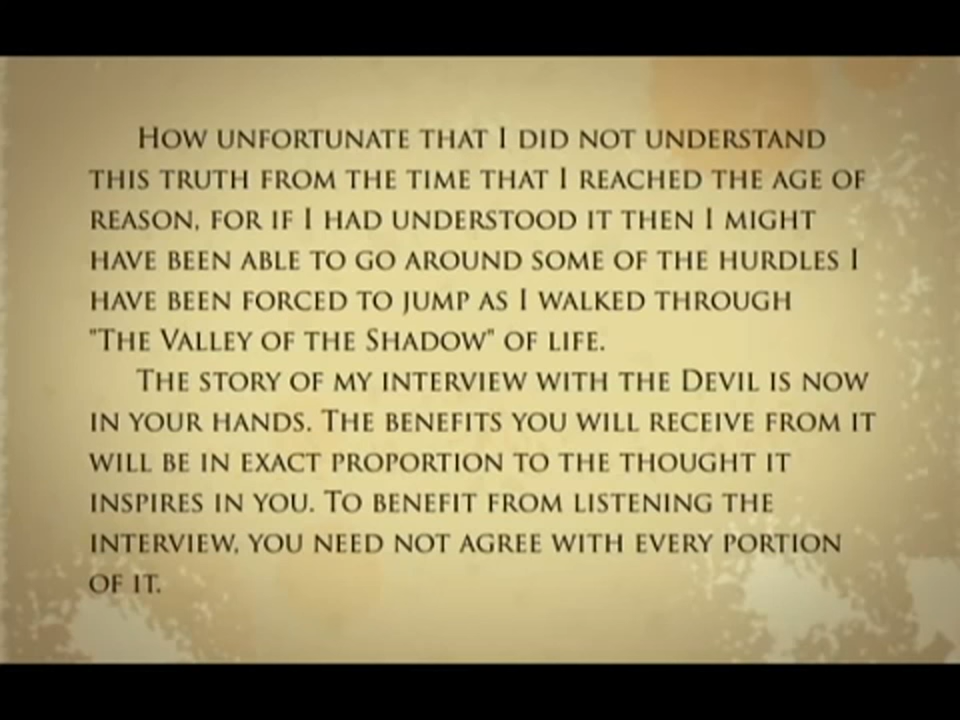 How unfortunate that I did not understand
this truth from the time that I reached the age of
reason, for if I had understood it then I might
have been able to go around some of the hurdles I
have been forced to jump as I walked through
"The Valley of the Shadow" of life.
The story of my interview with the Devil is now
in your hands. The benefits you will receive from it
will be in exact proportion to the thought it
inspires in you. To benefit from listening the
interview, you need not agree with every portion
of it.